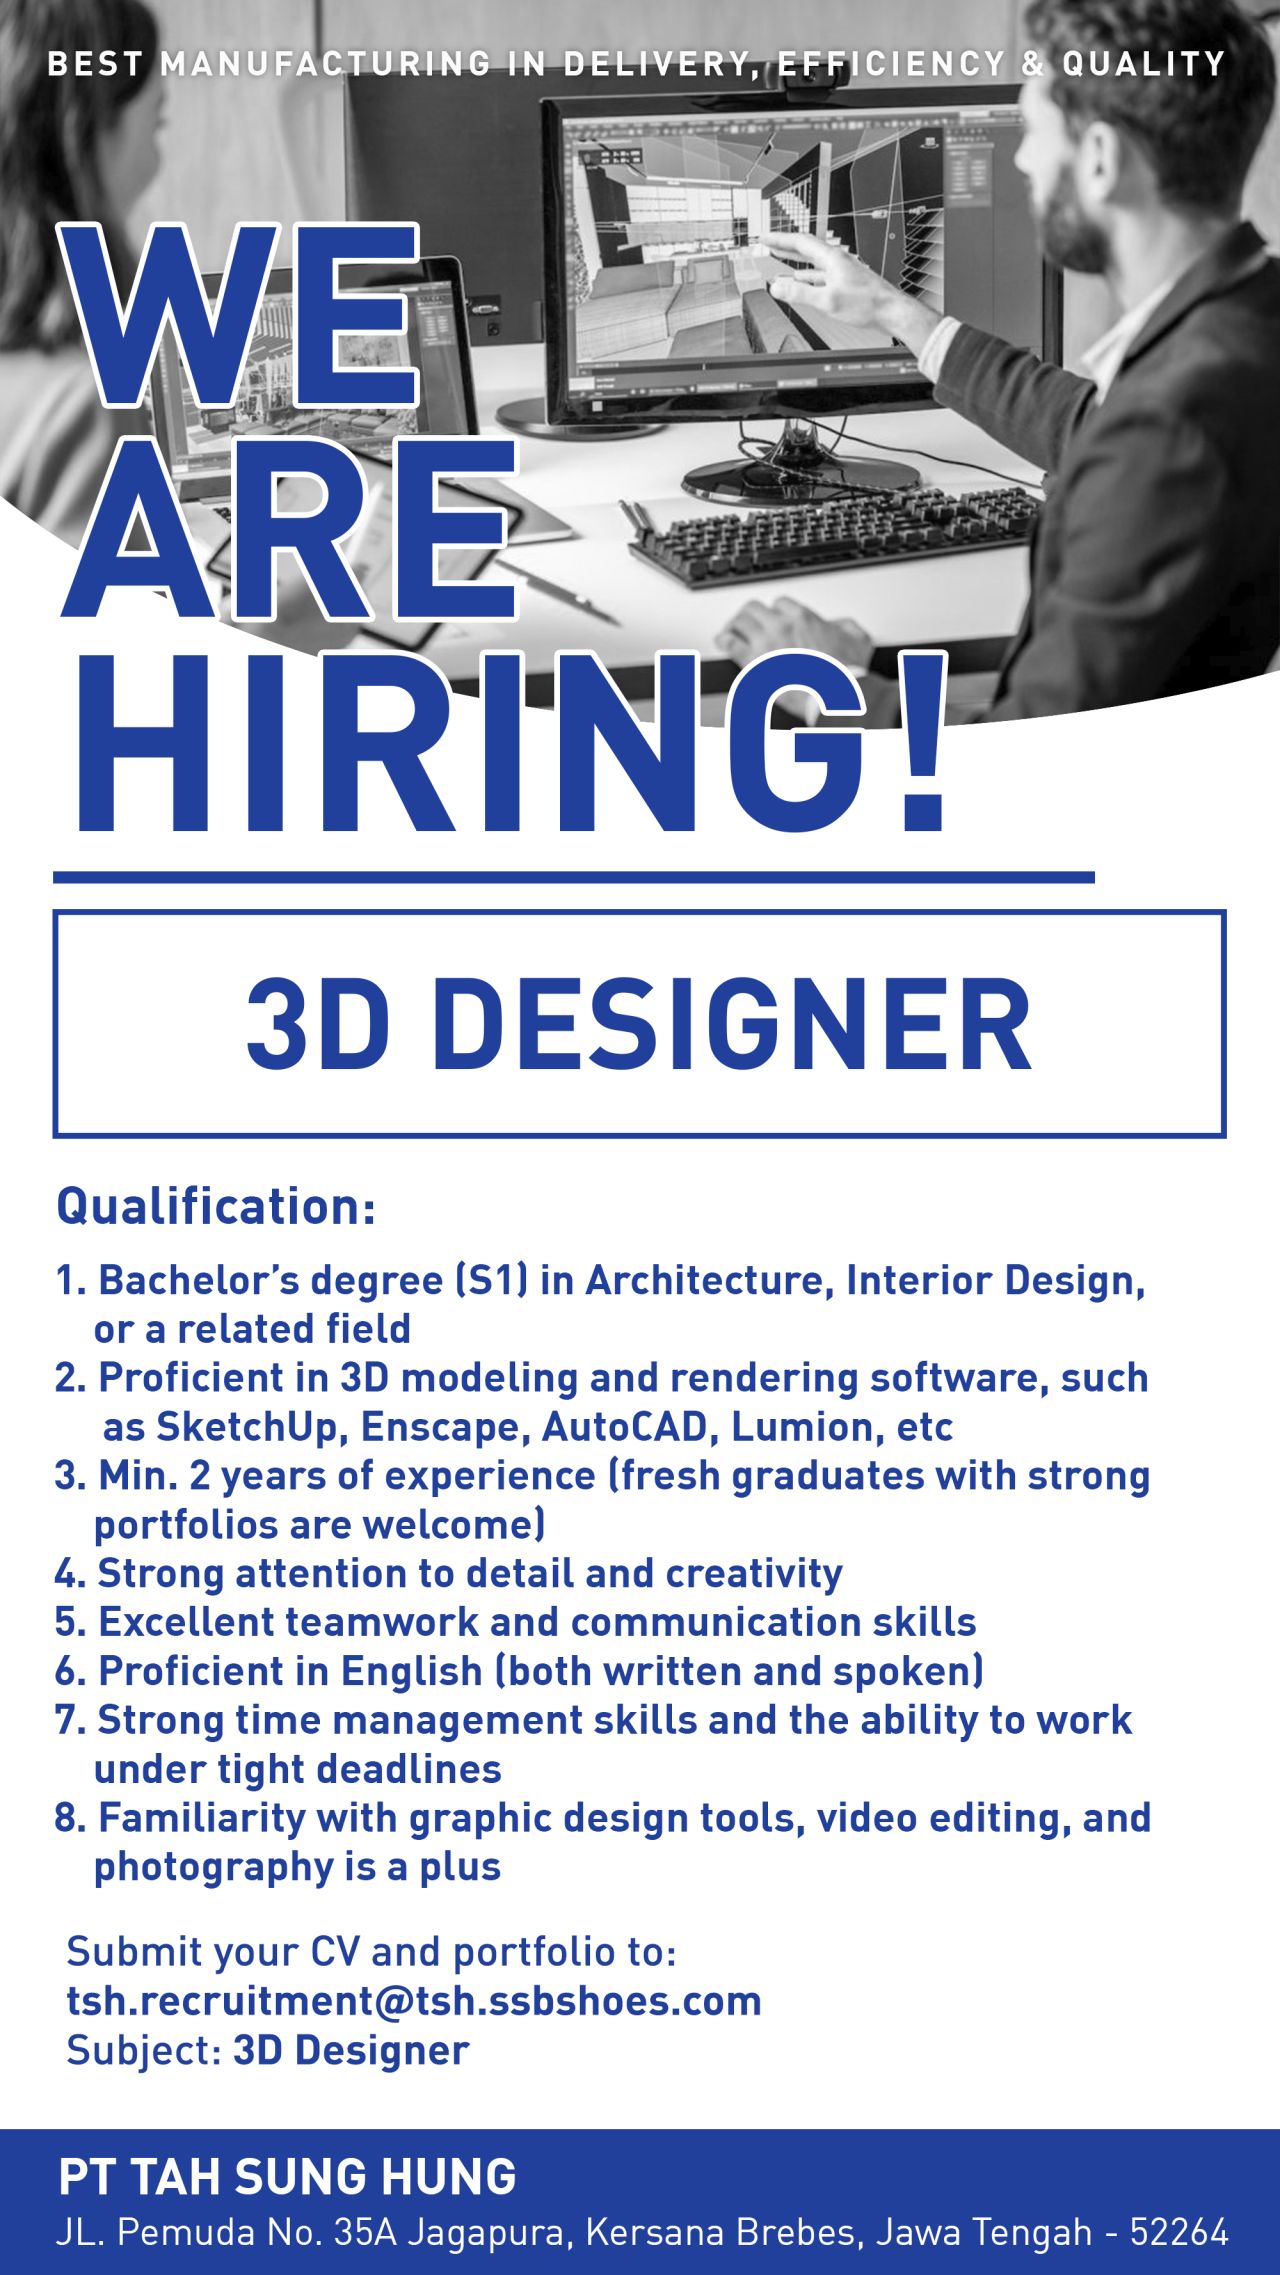 BEST MANUFACTURING IN DELIVERY, EFFICIENCY & QUALITY
WE
ARE
HIRING!
3D DESIGNER
Qualification:
1. Bachelor’s degree (S1) in Architecture, Interior Design,
or a related field
2. Proficient in 3D modeling and rendering software, such
as SketchUp, Enscape, AutoCAD, Lumion, etc
3. Min. 2 years of experience (fresh graduates with strong
portfolios are welcome)
4. Strong attention to detail and creativity
5. Excellent teamwork and communication skills
6. Proficient in English (both written and spoken)
7. Strong time management skills and the ability to work
under tight deadlines
8. Familiarity with graphic design tools, video editing, and
photography is a plus
Submit your CV and portfolio to:
tsh.recruitment@tsh.ssbshoes.com
Subject: 3D Designer
PT TAH SUNG HUNG
JL. Pemuda No. 35A Jagapura, Kersana Brebes, Jawa Tengah - 52264